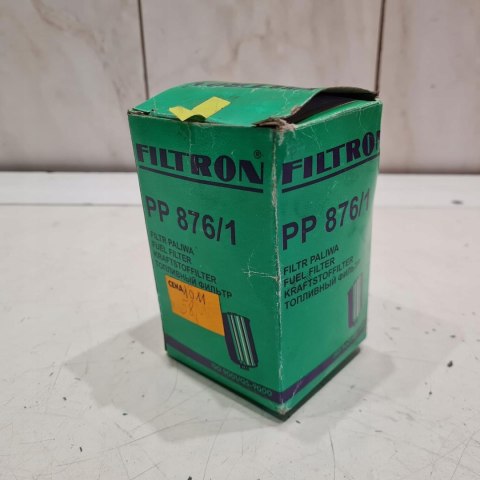 FILTRON®
PP 876/1
FILTR PALIWA
FUEL FILTER
KRAFTSTOFFILTER
ТОПЛИВНЫЙ ФИЛЬТР
CENA
FILTRON
PP 876/1
FILTR PALIWA
FUEL FILTER
KRAFTSTOFFILTER
ТОПЛИВНЫЙ ФИЛЬТР